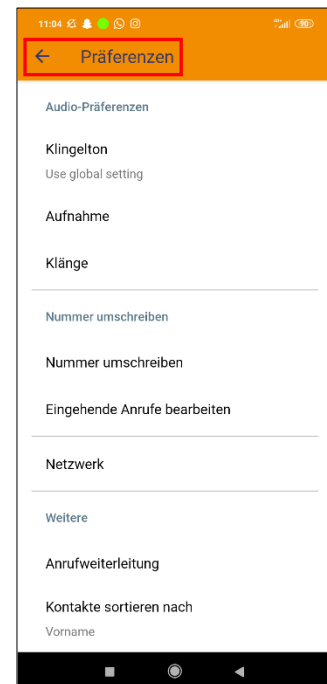 11:04
90
Präferenzen
Audio-Präferenzen
Klingelton
Use global setting
Aufnahme
Klänge
Nummer umschreiben
Nummer umschreiben
Eingehende Anrufe bearbeiten
Netzwerk
Weitere
Anrufweiterleitung
Kontakte sortieren nach
Vorname